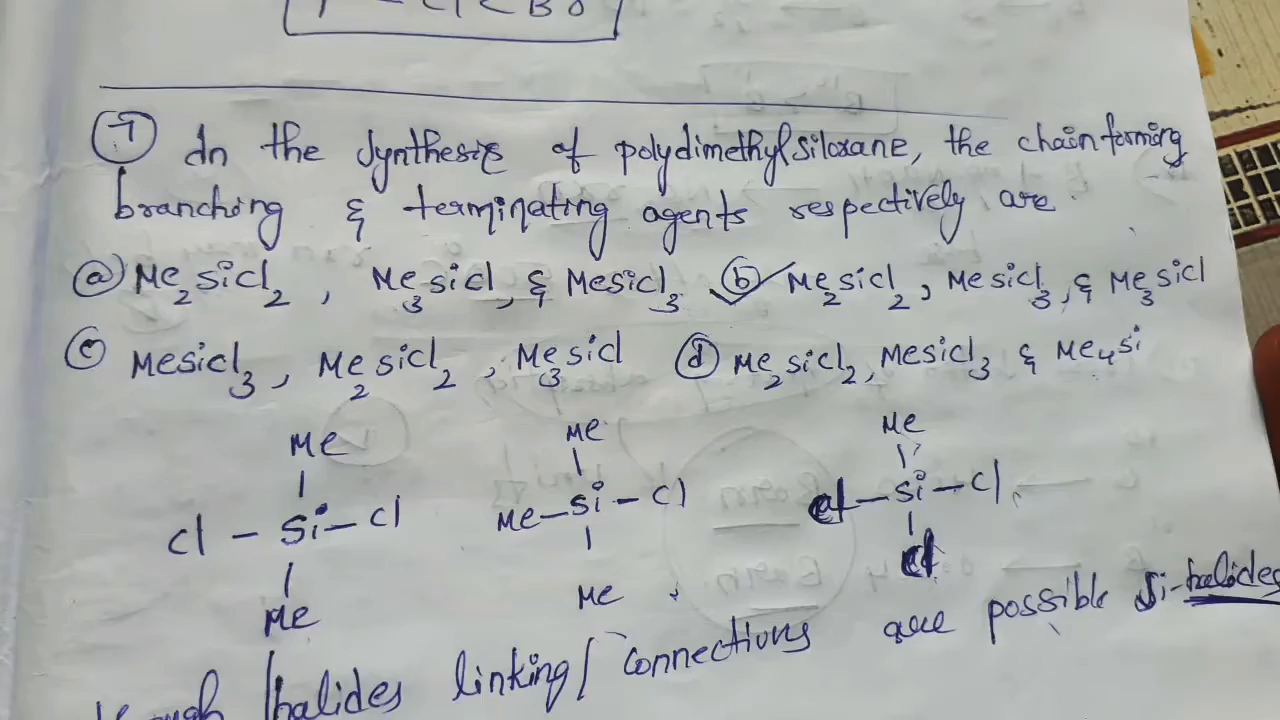 ⑦ In the synthesis of polydimethylsiloxane, the chain forming
branching & terminating agents respectively are
ⓐ Me₂SiCl₂, Me₃SiCl, & MeSiCl₃ ⓑ Me₂SiCl₂, MeSiCl₃, & Me₃SiCl
ⓒ MeSiCl₃, Me₂SiCl₂, Me₃SiCl ⓓ Me₂SiCl₂, MeSiCl₃ & Me₄Si
Me Me Me
Cl – Si – Cl Me – Si – Cl Cl – Si – Cl
Me Me Cl
halides linking/connections are possible Si-halides